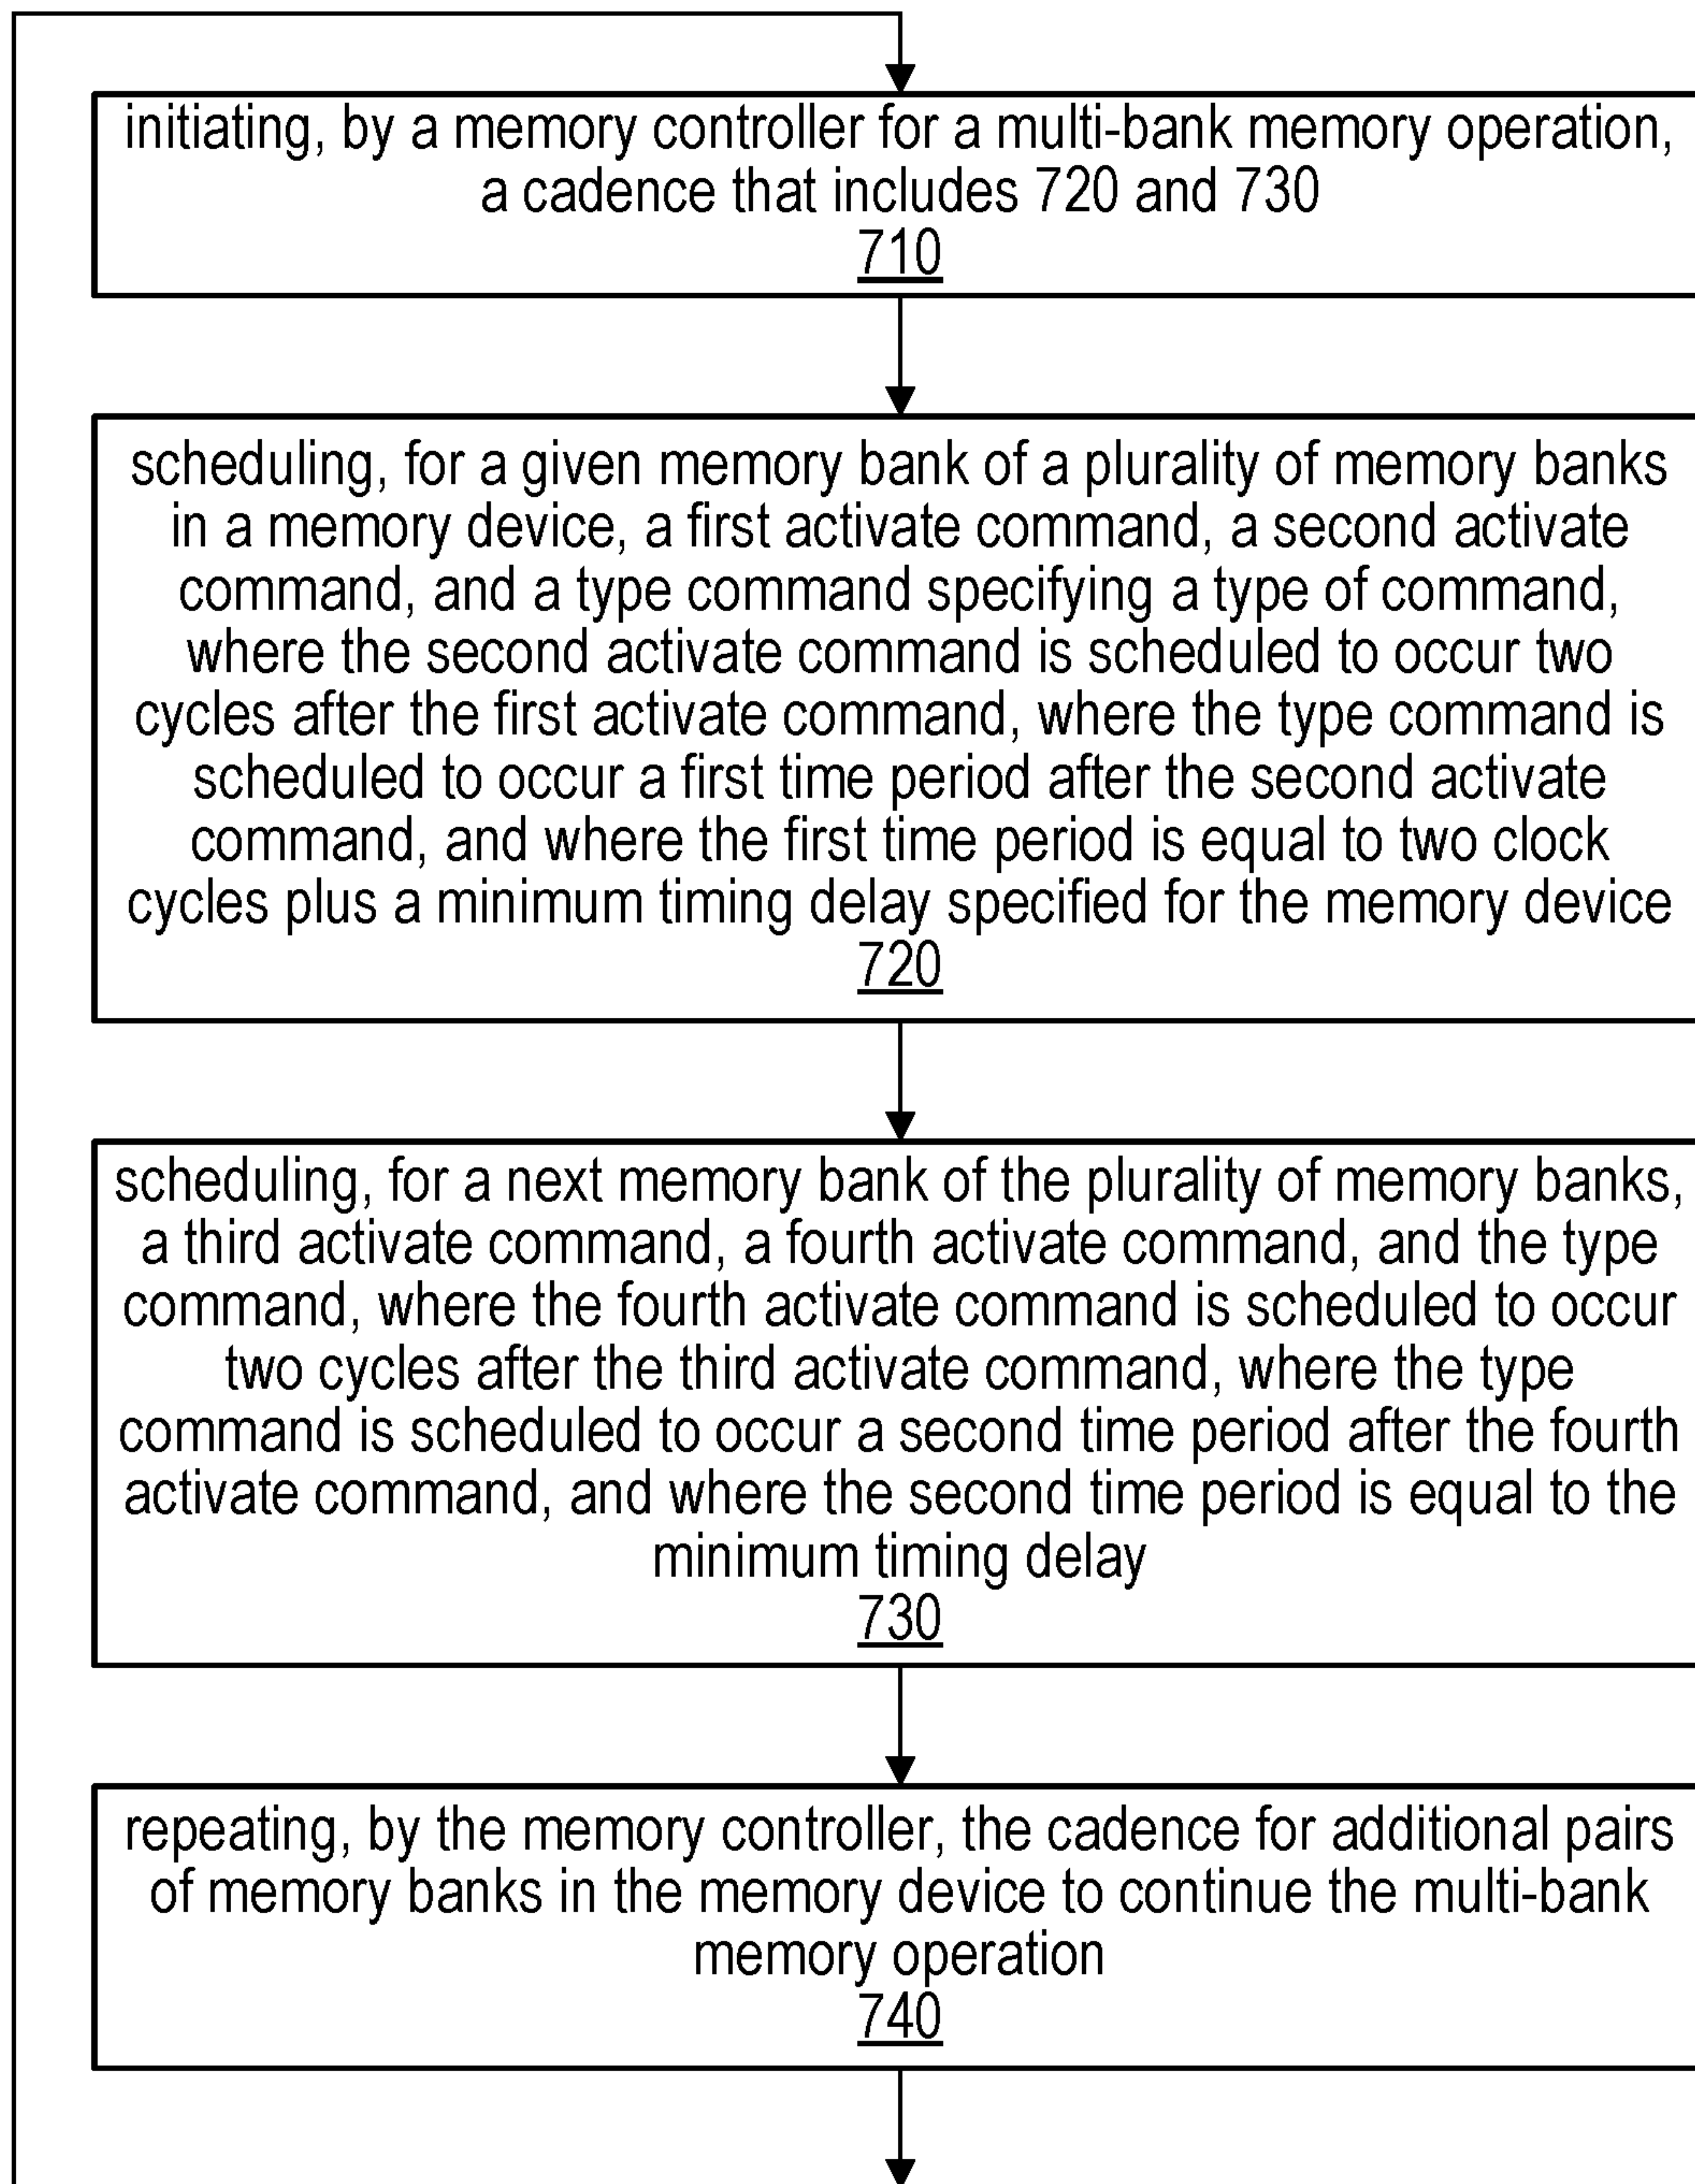 initiating, by a memory controller for a multi-bank memory operation,
a cadence that includes 720 and 730
710
scheduling, for a given memory bank of a plurality of memory banks
in a memory device, a first activate command, a second activate
command, and a type command specifying a type of command,
where the second activate command is scheduled to occur two
cycles after the first activate command, where the type command is
scheduled to occur a first time period after the second activate
command, and where the first time period is equal to two clock
cycles plus a minimum timing delay specified for the memory device
720
scheduling, for a next memory bank of the plurality of memory banks,
a third activate command, a fourth activate command, and the type
command, where the fourth activate command is scheduled to occur
two cycles after the third activate command, where the type
command is scheduled to occur a second time period after the fourth
activate command, and where the second time period is equal to the
minimum timing delay
730
repeating, by the memory controller, the cadence for additional pairs
of memory banks in the memory device to continue the multi-bank
memory operation
740